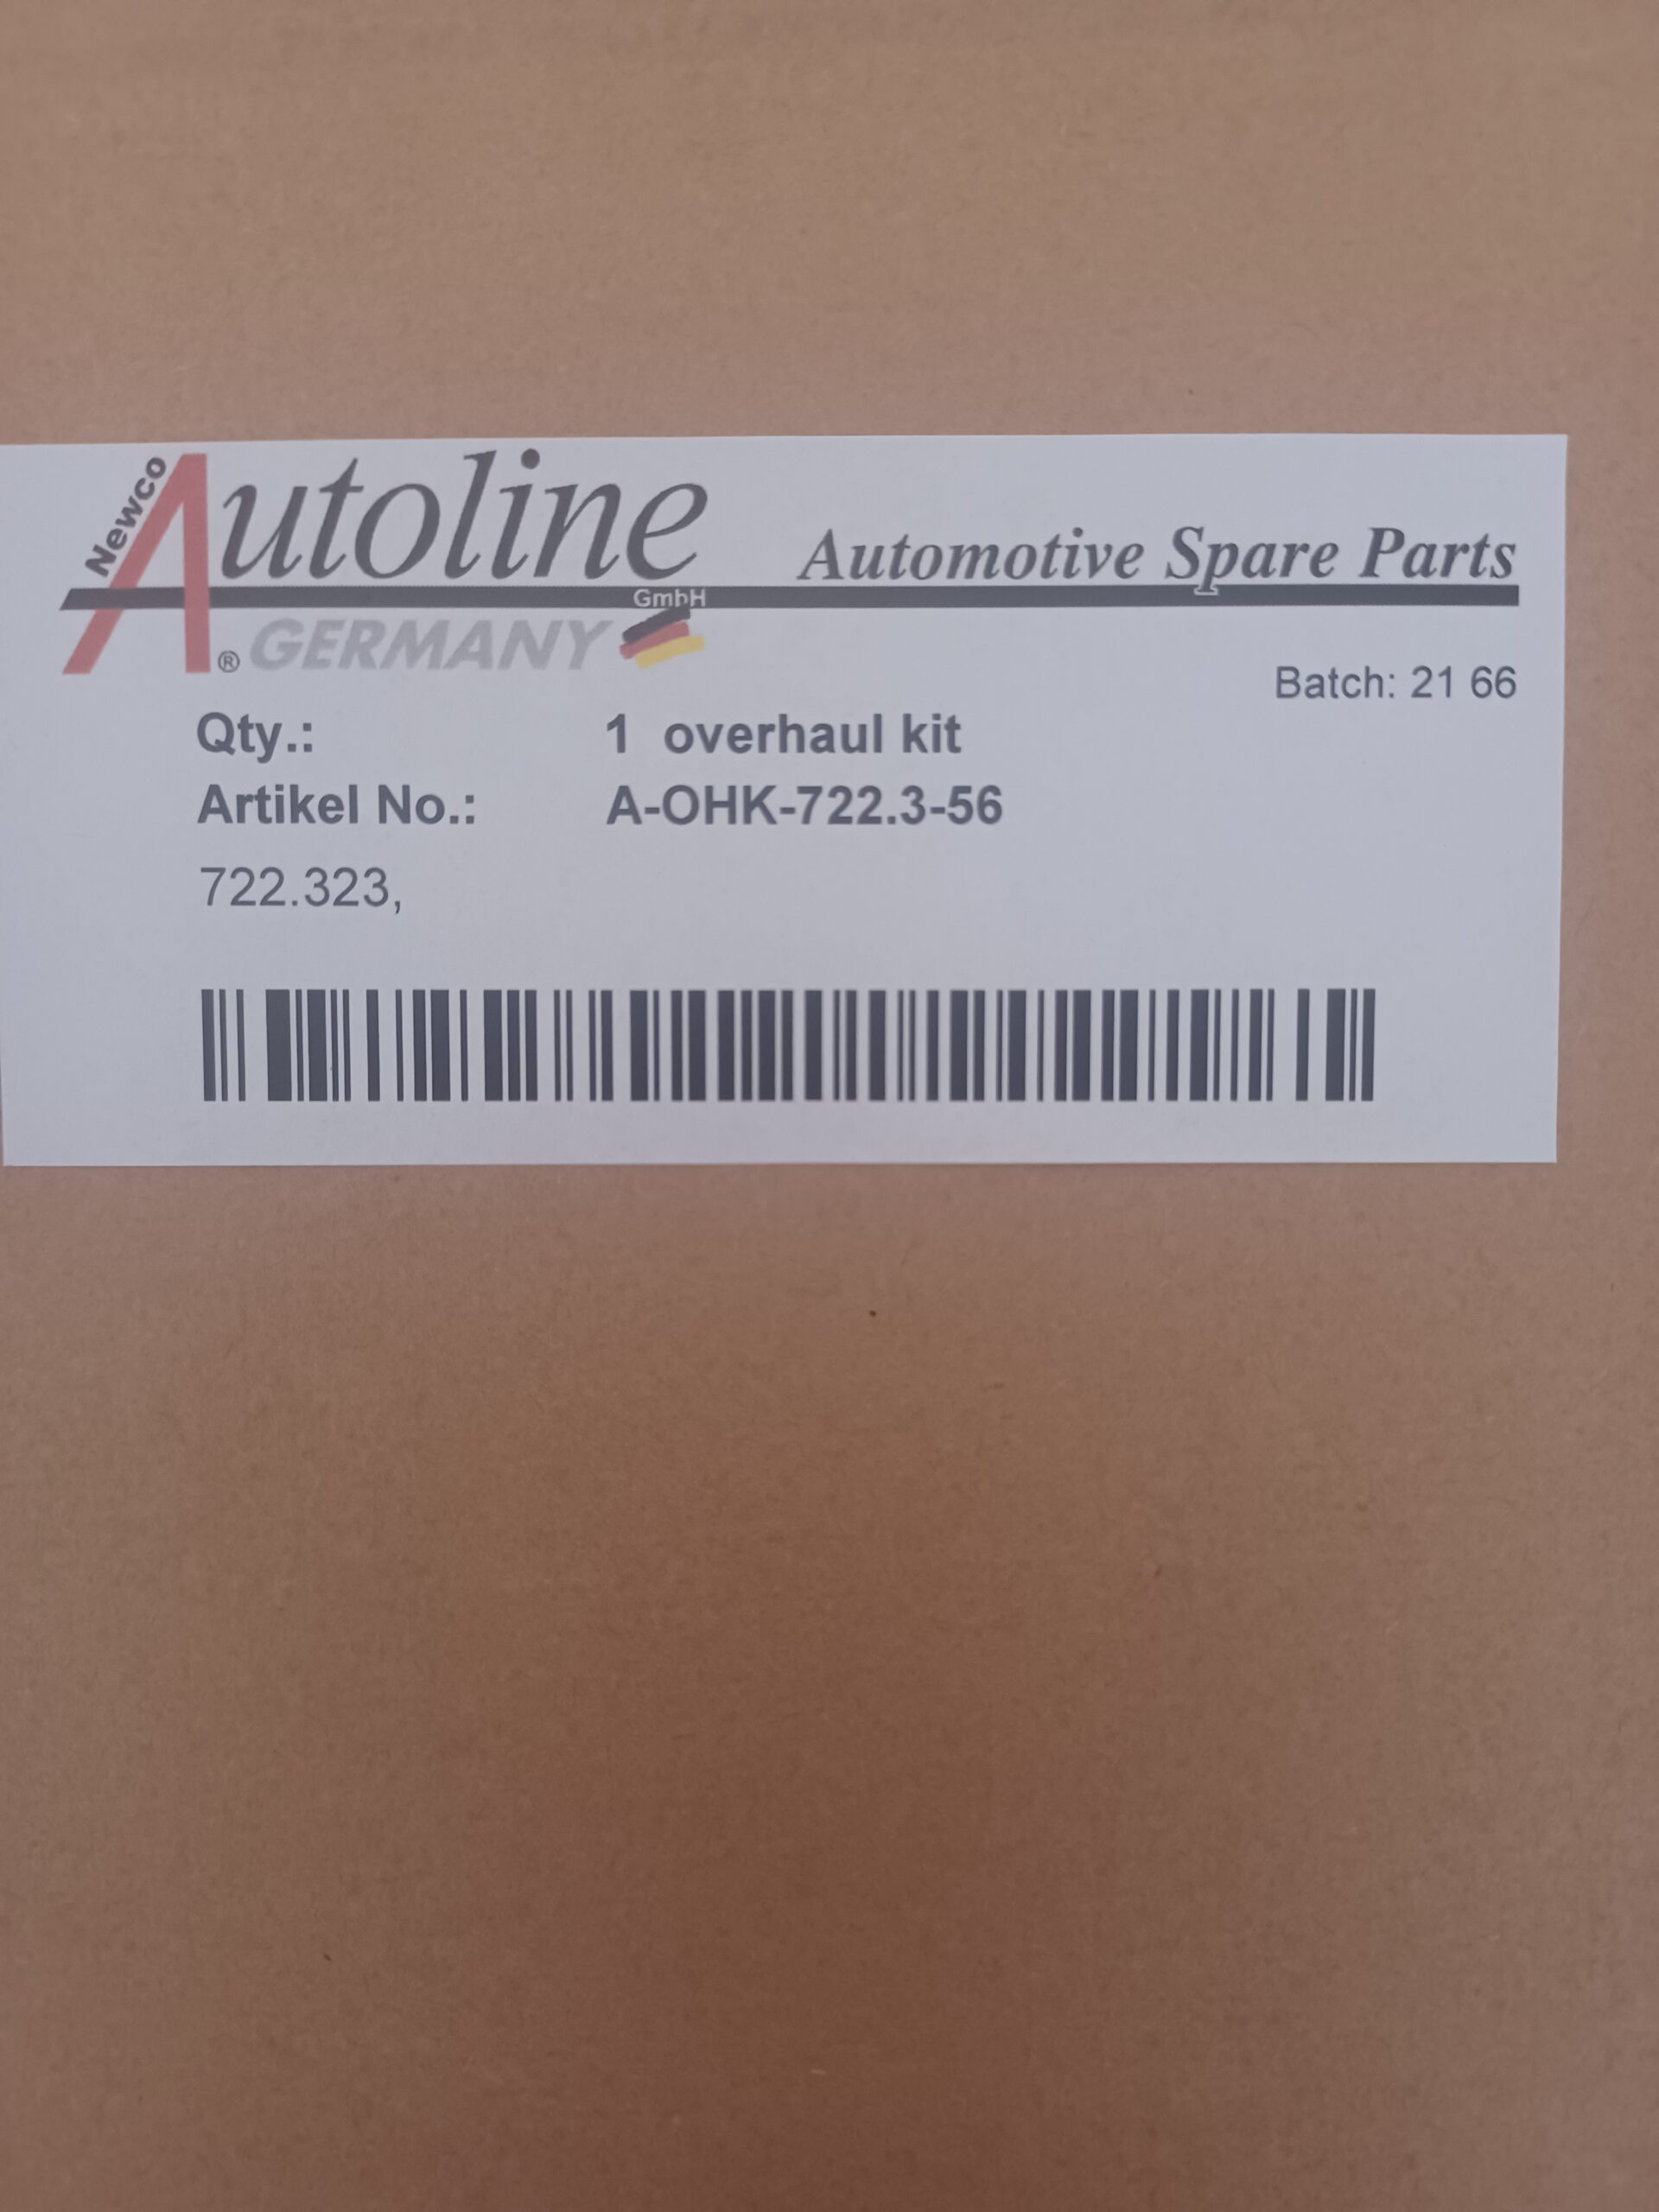 Newco
Autoline
Automotive Spare Parts
GmbH
® GERMANY
Batch: 21 66
Qty.: 1 overhaul kit
Artikel No.: A-OHK-722.3-56
722.323,